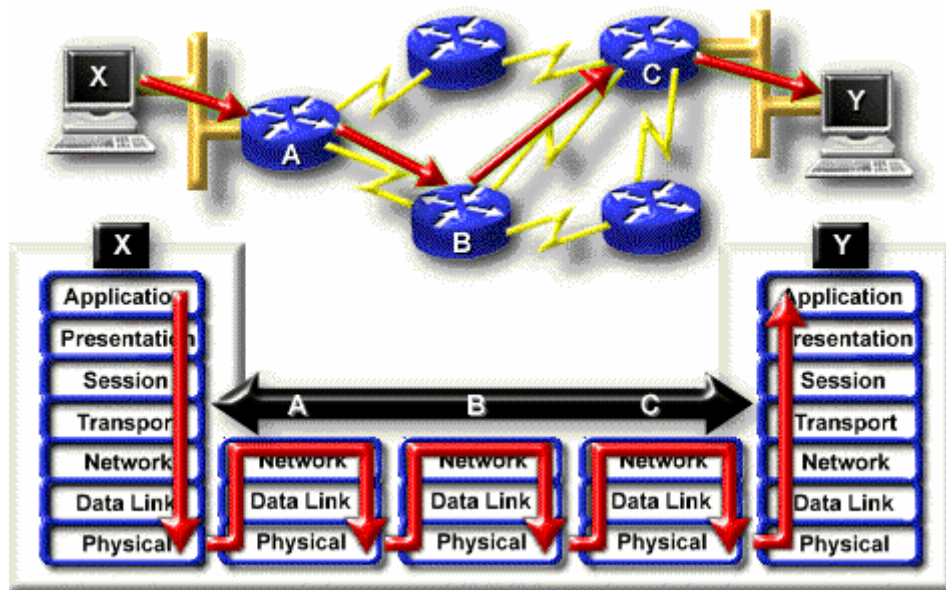 X
C
Y
A
B
X
Y
Application
Presentation
Session
Transport
Network
Data Link
Physical
A
B
C
Network
Data Link
Physical
Network
Data Link
Physical
Network
Data Link
Physical
Application
Presentation
Session
Transport
Network
Data Link
Physical